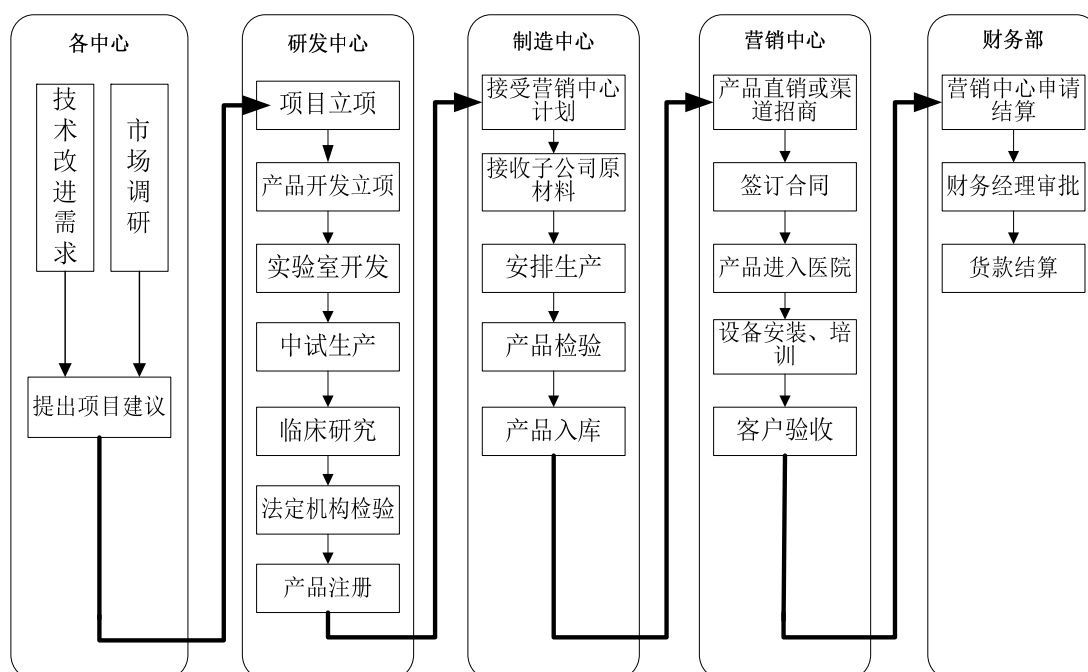 各中心
技
术
改
进
需
求
市
场
调
研
提出项目建议
研发中心
项目立项
产品开发立项
实验室开发
中试生产
临床研究
法定机构检验
产品注册
制造中心
接受营销中心
计划
接收子公司原
材料
安排生产
产品检验
产品入库
营销中心
产品直销或渠
道招商
签订合同
产品进入医院
设备安装、培
训
客户验收
财务部
营销中心申请
结算
财务经理审批
货款结算